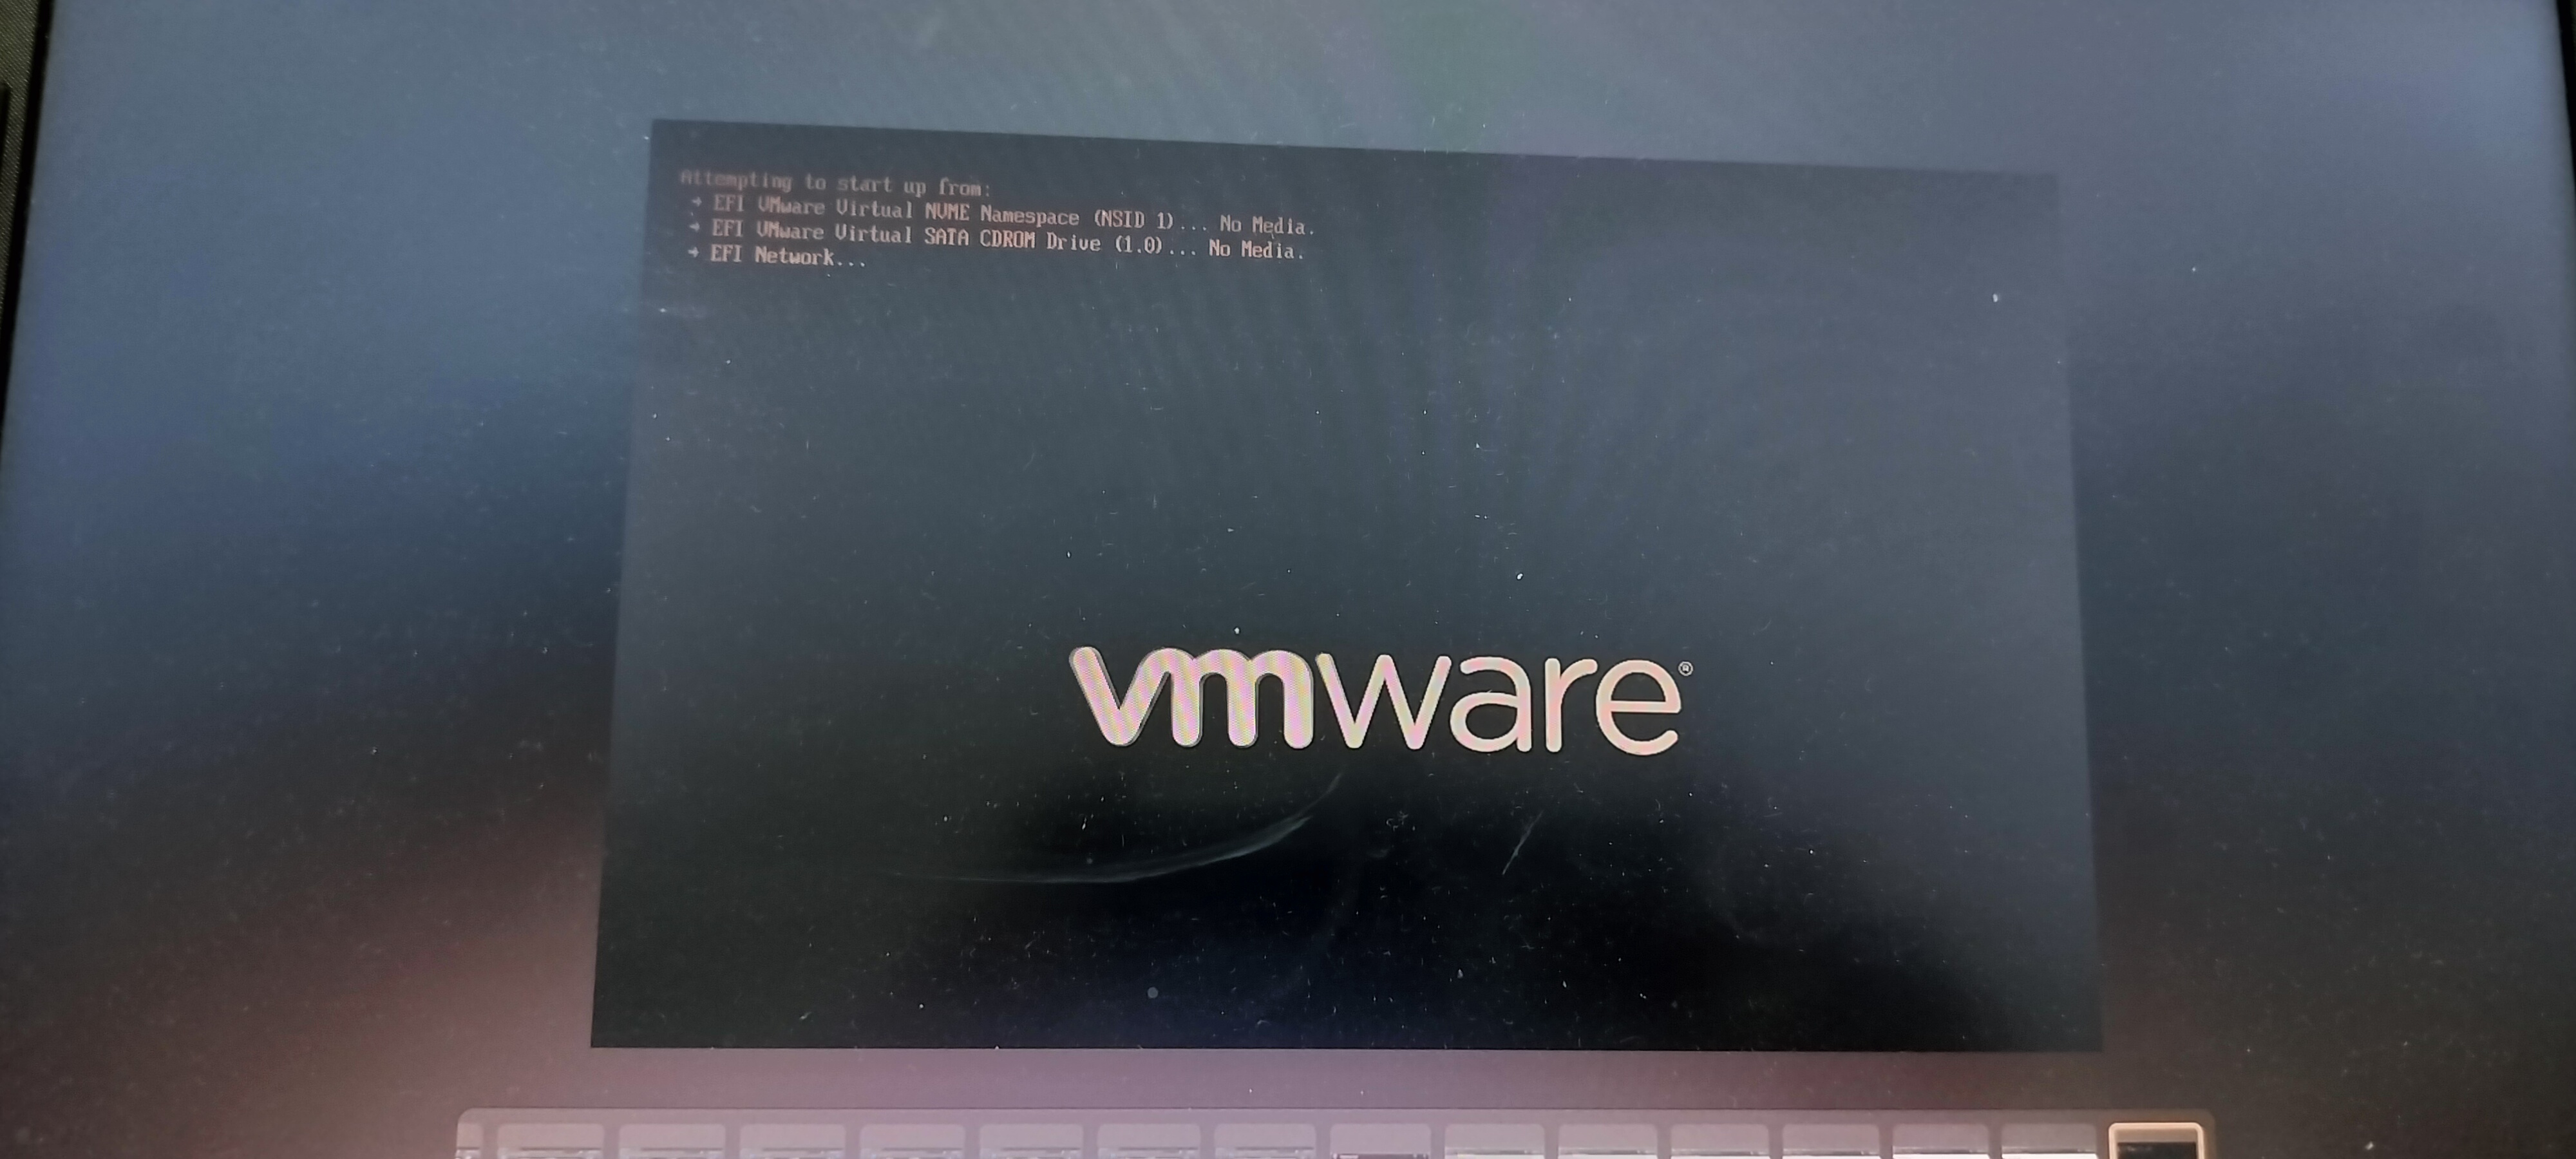 Attempting to start up from:
→ EFI VMware Virtual NVME Namespace (NSID 1)... No Media.
→ EFI VMware Virtual SATA CDROM Drive (1.0)... No Media.
→ EFI Network...
vmware®